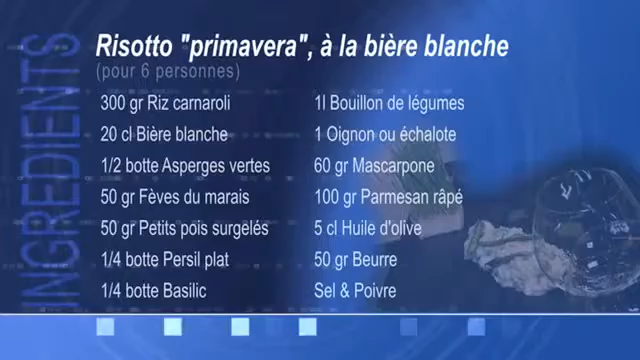 INGREDIENTS
Risotto "primavera", à la bière blanche
(pour 6 personnes)
300 gr Riz carnaroli
20 cl Bière blanche
1/2 botte Asperges vertes
50 gr Fèves du marais
50 gr Petits pois surgelés
1/4 botte Persil plat
1/4 botte Basilic
1l Bouillon de légumes
1 Oignon ou échalote
60 gr Mascarpone
100 gr Parmesan râpé
5 cl Huile d'olive
50 gr Beurre
Sel & Poivre